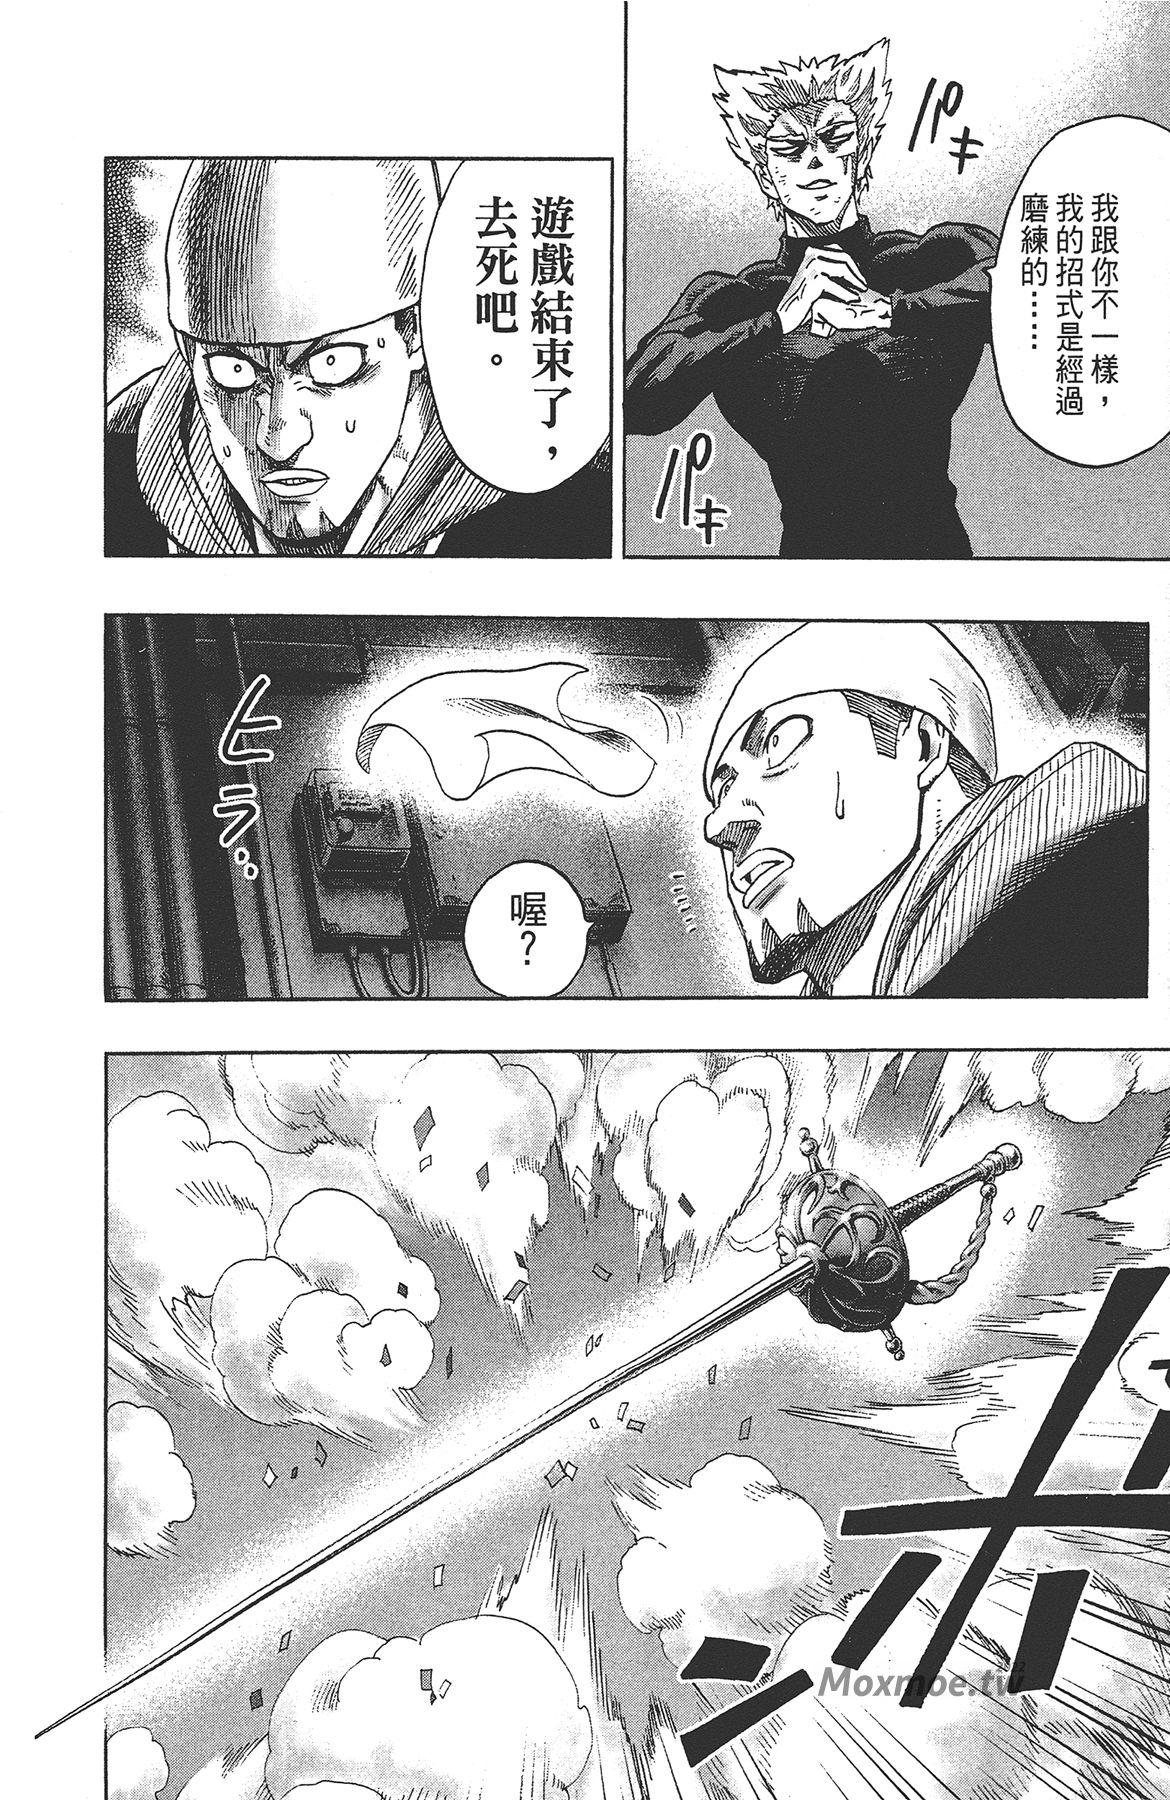 我跟你不一樣，
我的招式是經過
磨練的……
パキ
パキ
遊戲結束了，
去死吧。
ヒラ
喔？
Moxmoe.tw